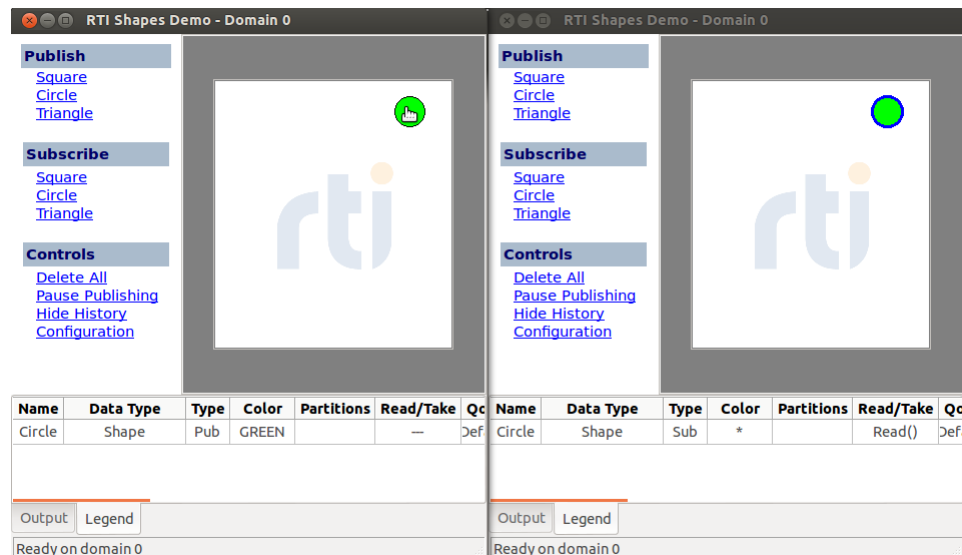 RTI Shapes Demo - Domain 0
Publish
Square
Circle
Triangle
Subscribe
Square
Circle
Triangle
Controls
Delete All
Pause Publishing
Hide History
Configuration
rti
Name Data Type Type Color Partitions Read/Take
Circle Shape Pub GREEN ---
Output Legend
Ready on domain 0
RTI Shapes Demo - Domain 0
Publish
Square
Circle
Triangle
Subscribe
Square
Circle
Triangle
Controls
Delete All
Pause Publishing
Hide History
Configuration
rti
Name Data Type Type Color Partitions Read/Take
Circle Shape Sub * Read()
Output Legend
Ready on domain 0